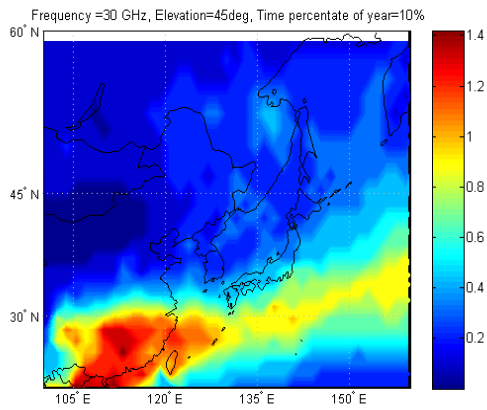 Frequency =30 GHz, Elevation=45deg, Time percentage of year=10%
60° N
45° N
30° N
105° E
120° E
135° E
150° E
1.4
1.2
1
0.8
0.6
0.4
0.2